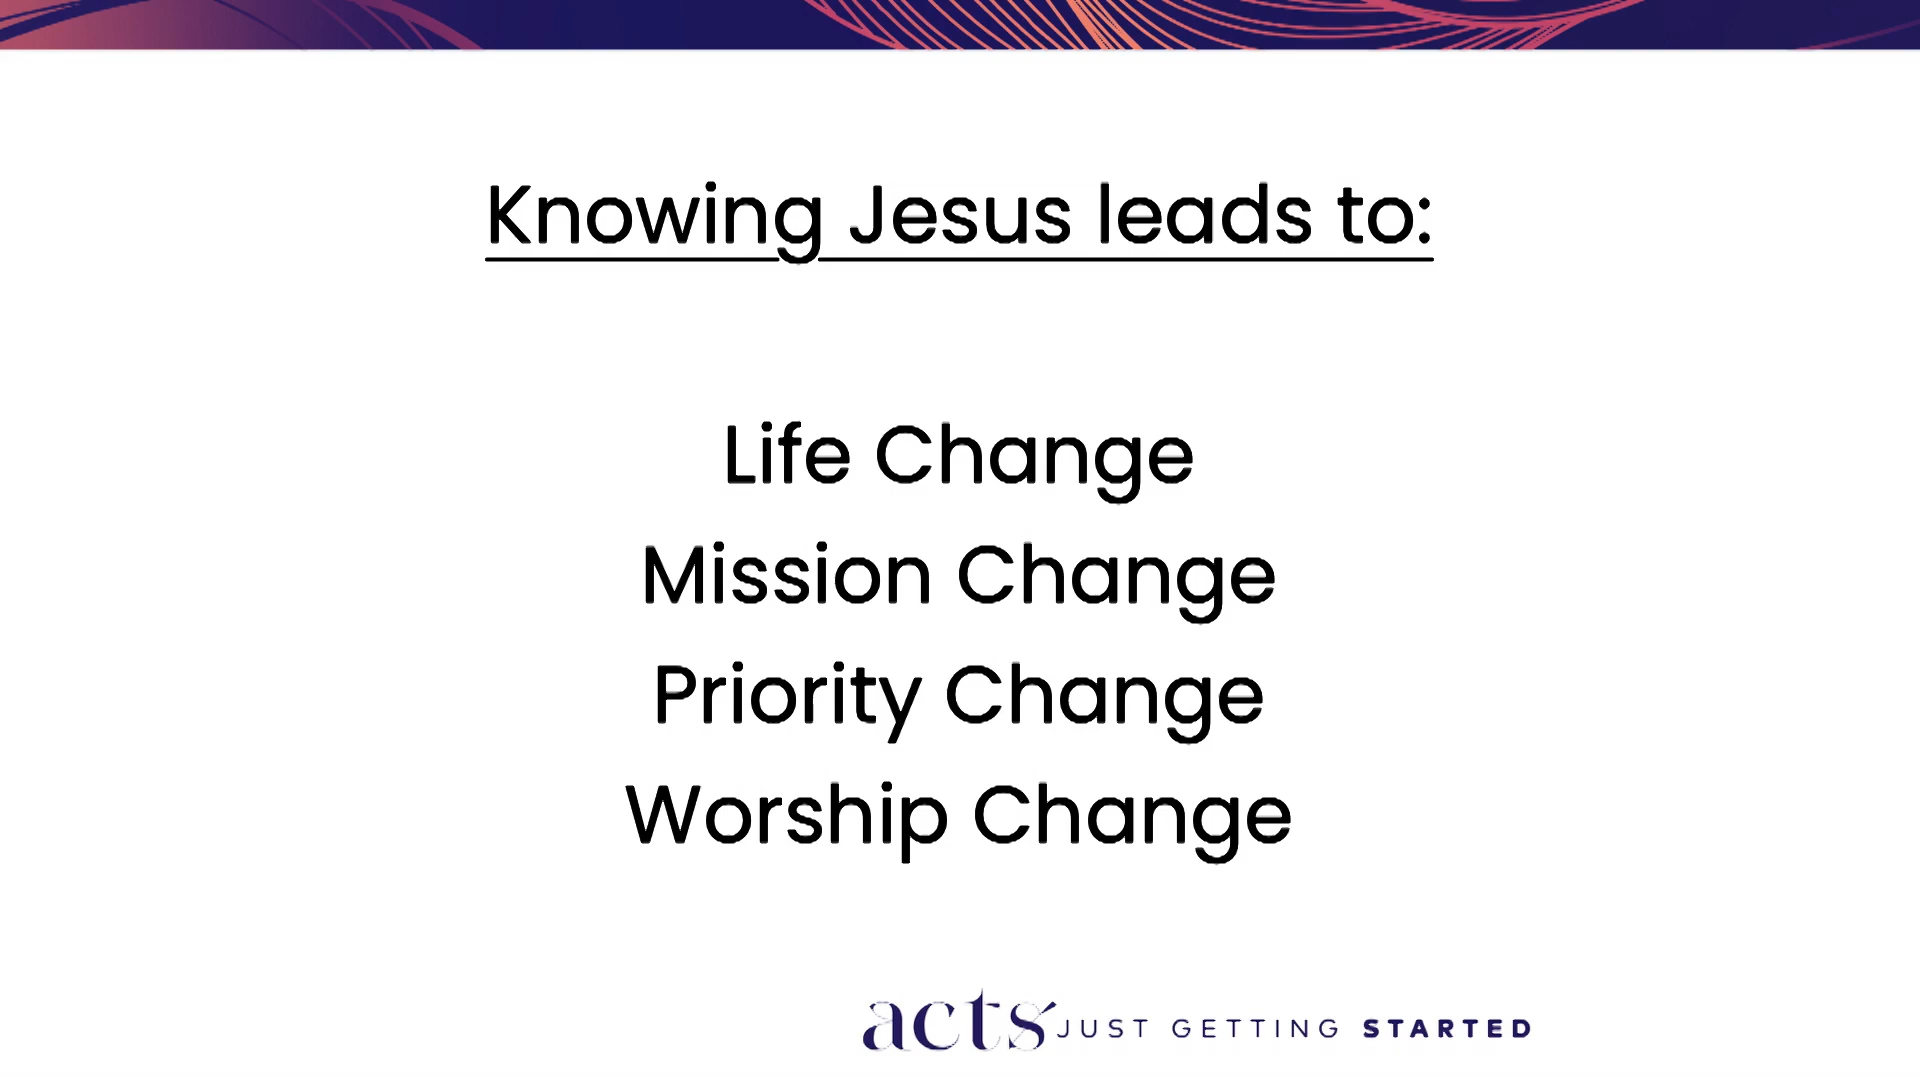 Knowing Jesus leads to:
Life Change
Mission Change
Priority Change
Worship Change
acts JUST GETTING STARTED